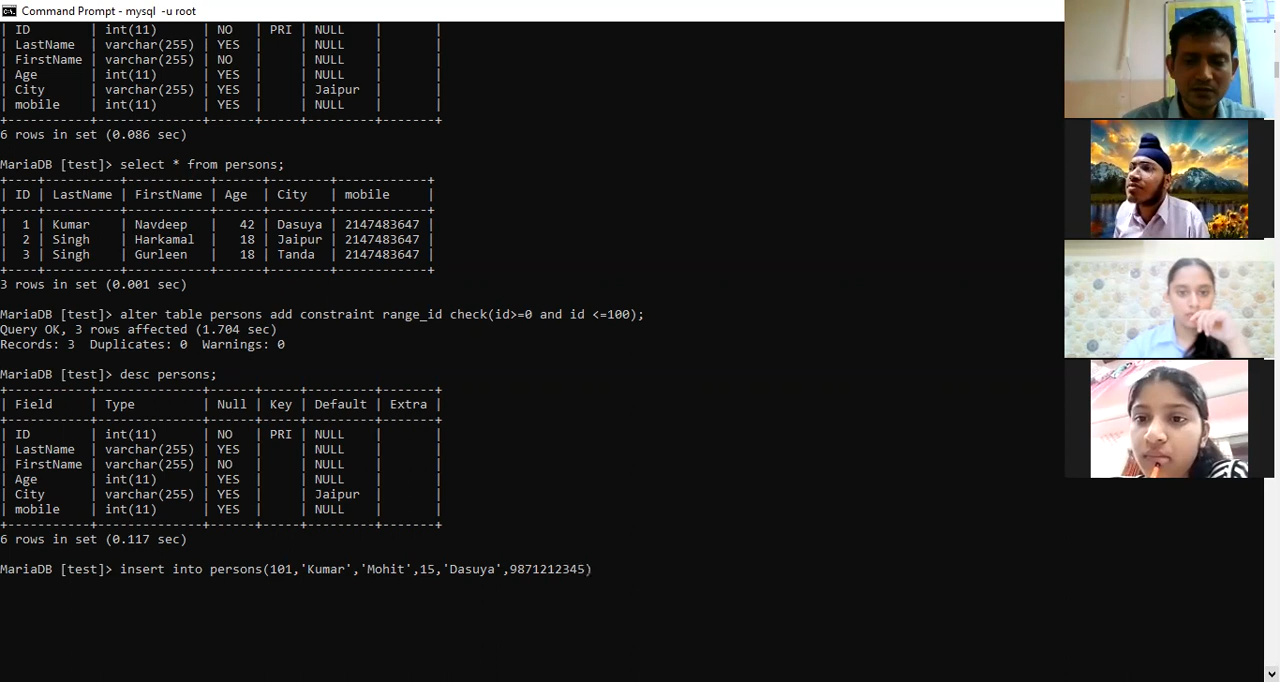 Command Prompt - mysql -u root
| ID        | int(11)      | NO   | PRI | NULL    |       |
| LastName  | varchar(255) | YES  |     | NULL    |       |
| FirstName | varchar(255) | NO   |     | NULL    |       |
| Age       | int(11)      | YES  |     | NULL    |       |
| City      | varchar(255) | YES  |     | Jaipur  |       |
| mobile    | int(11)      | YES  |     | NULL    |       |
+-----------+--------------+------+-----+---------+-------+
6 rows in set (0.086 sec)
MariaDB [test]> select * from persons;
+----+----------+-----------+------+--------+------------+
| ID | LastName | FirstName | Age  | City   | mobile     |
+----+----------+-----------+------+--------+------------+
|  1 | Kumar    | Navdeep   |   42 | Dasuya | 2147483647 |
|  2 | Singh    | Harkamal  |   18 | Jaipur | 2147483647 |
|  3 | Singh    | Gurleen   |   18 | Tanda  | 2147483647 |
+----+----------+-----------+------+--------+------------+
3 rows in set (0.001 sec)
MariaDB [test]> alter table persons add constraint range_id check(id>=0 and id <=100);
Query OK, 3 rows affected (1.704 sec)
Records: 3  Duplicates: 0  Warnings: 0
MariaDB [test]> desc persons;
+-----------+--------------+------+-----+---------+-------+
| Field     | Type         | Null | Key | Default | Extra |
+-----------+--------------+------+-----+---------+-------+
| ID        | int(11)      | NO   | PRI | NULL    |       |
| LastName  | varchar(255) | YES  |     | NULL    |       |
| FirstName | varchar(255) | NO   |     | NULL    |       |
| Age       | int(11)      | YES  |     | NULL    |       |
| City      | varchar(255) | YES  |     | Jaipur  |       |
| mobile    | int(11)      | YES  |     | NULL    |       |
+-----------+--------------+------+-----+---------+-------+
6 rows in set (0.117 sec)
MariaDB [test]> insert into persons(101,'Kumar','Mohit',15,'Dasuya',9871212345)